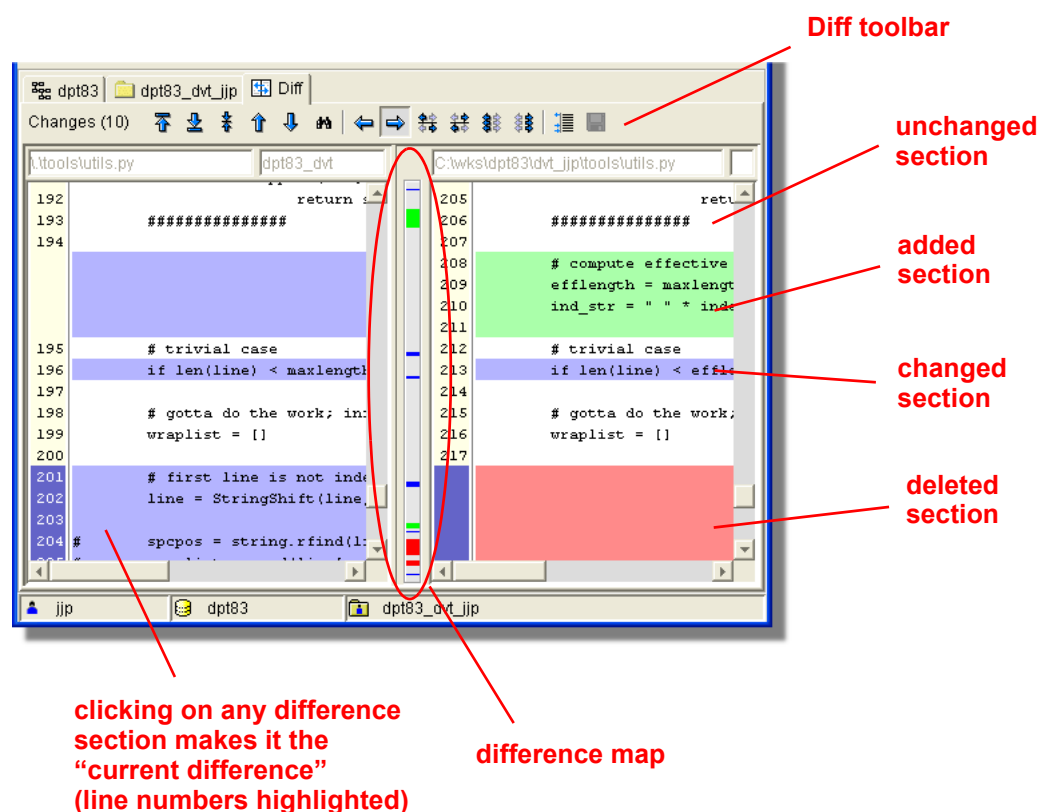 Diff toolbar
dpt83 dpt83_dvt_jjp Diff
Changes (10)
unchanged
section
\.\tools\utils.py dpt83_dvt C:\wks\dpt83\dvt_jjp\tools\utils.py
192 return s
193 ###############
194
195 # trivial case
196 if len(line) < maxlength
197
198 # gotta do the work; in
199 wraplist = []
200
201 # first line is not inde
202 line = StringShift(line,
203
204 # spcpos = string.rfind(li
205
205 retu
206 ###############
207
208 # compute effective
209 efflength = maxlengt
210 ind_str = " " * inde
211
212 # trivial case
213 if len(line) < effle
214
215 # gotta do the work;
216 wraplist = []
217
added
section
changed
section
deleted
section
jjp dpt83 dpt83_dvt_jjp
clicking on any difference
section makes it the
“current difference”
(line numbers highlighted)
difference map